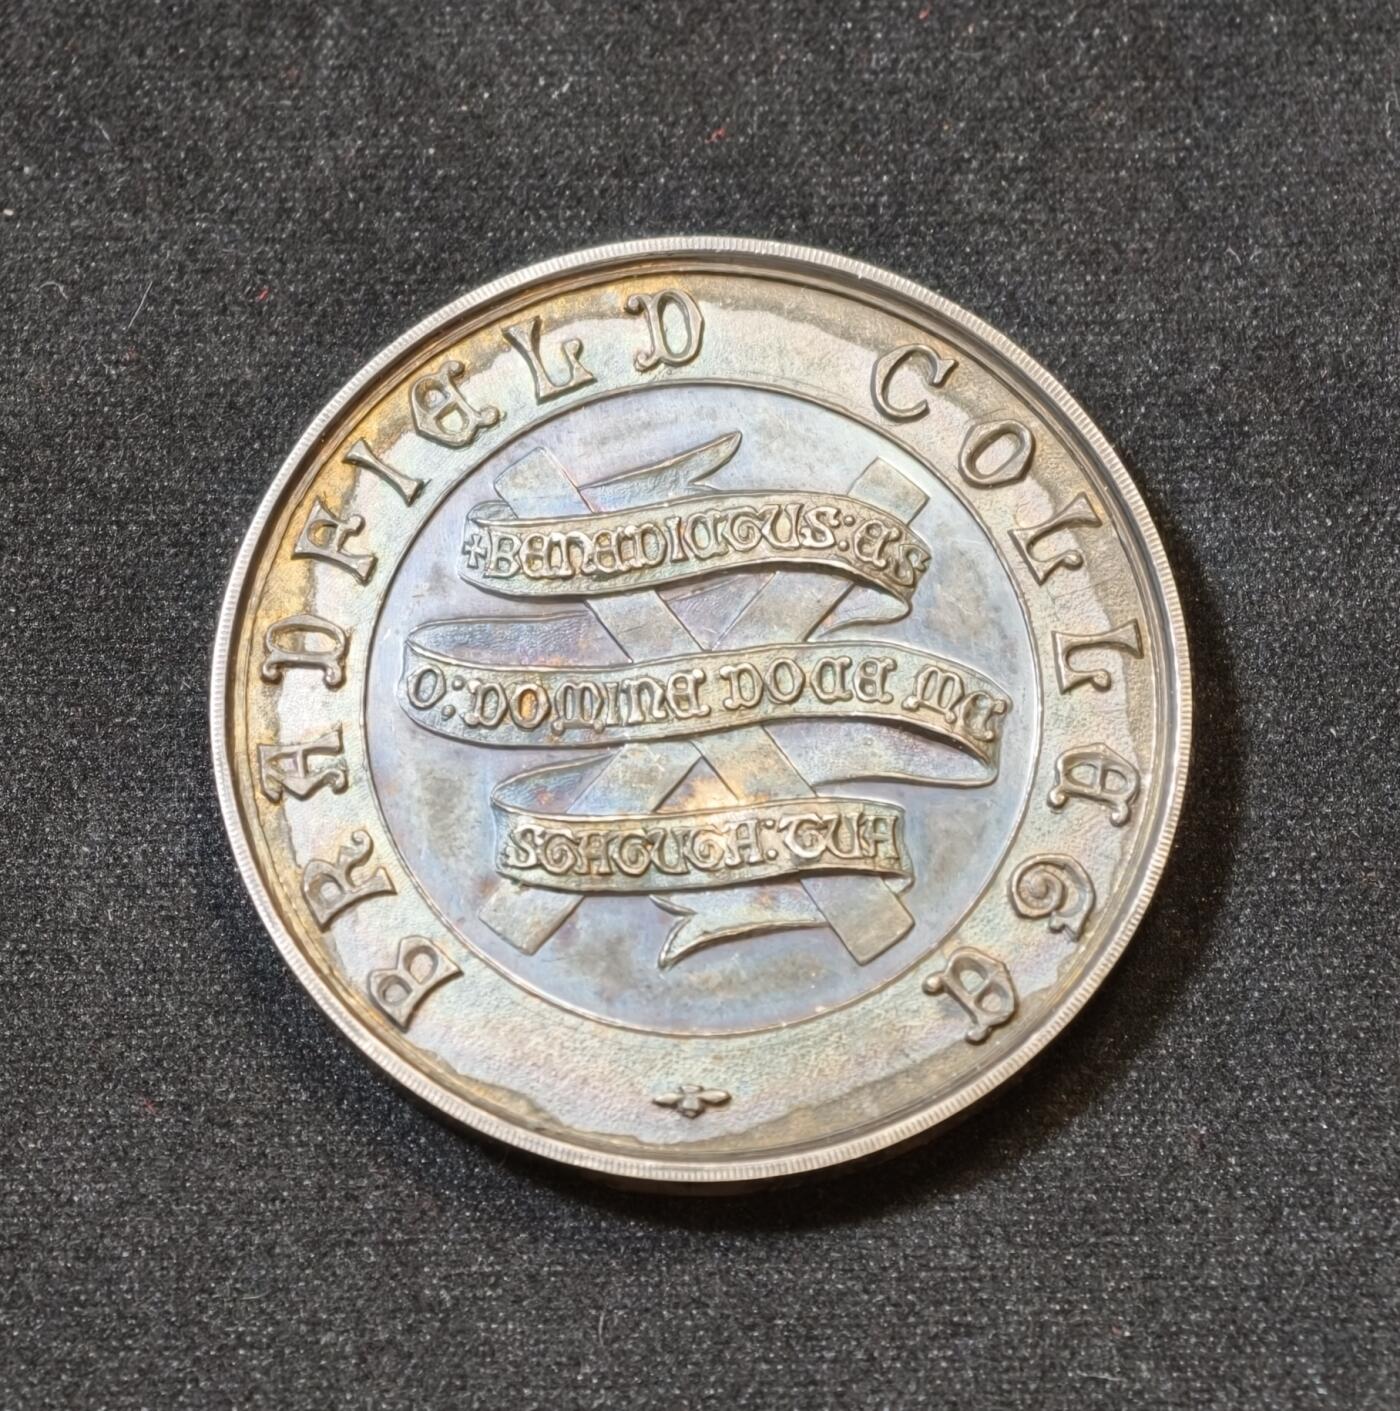 BRADFIELD COLLEGE
+BENEDICTUS:ES
O:DOMINE DOCE ME
STATUTA:TUA